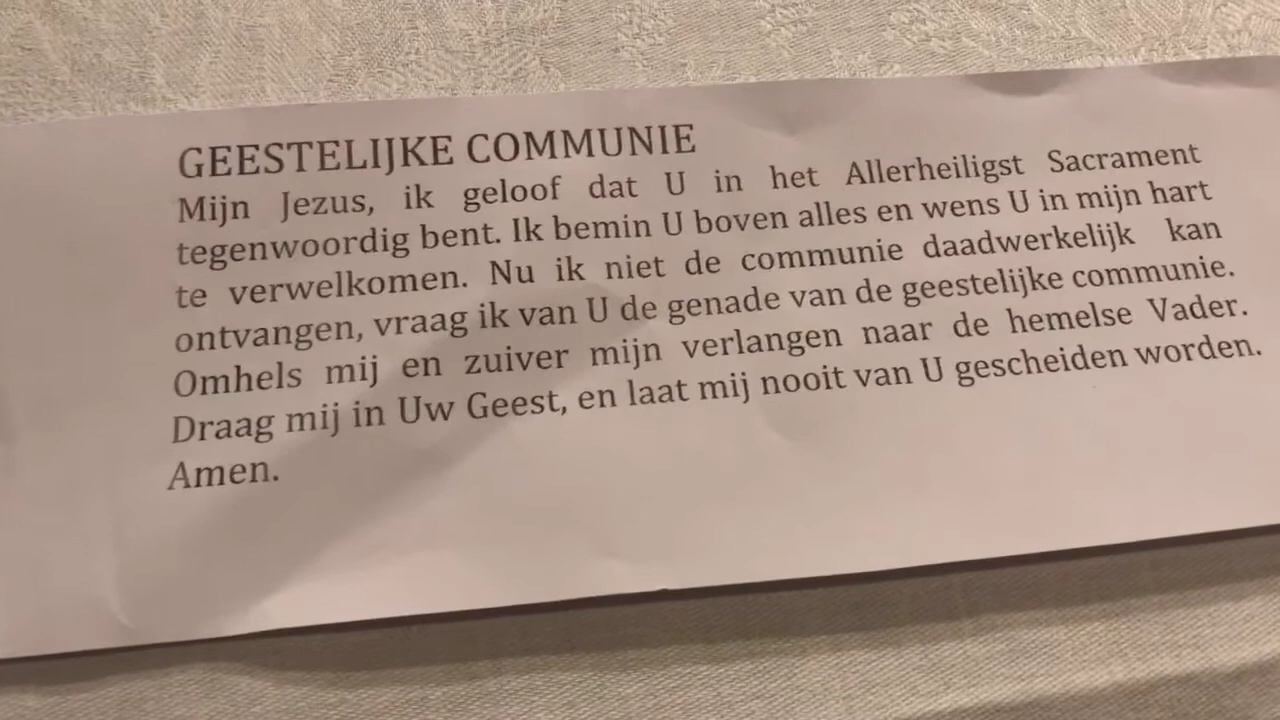 GEESTELIJKE COMMUNIE
Mijn Jezus, ik geloof dat U in het Allerheiligst Sacrament
tegenwoordig bent. Ik bemin U boven alles en wens U in mijn hart
te verwelkomen. Nu ik niet de communie daadwerkelijk kan
ontvangen, vraag ik van U de genade van de geestelijke communie.
Omhels mij en zuiver mijn verlangen naar de hemelse Vader.
Draag mij in Uw Geest, en laat mij nooit van U gescheiden worden.
Amen.